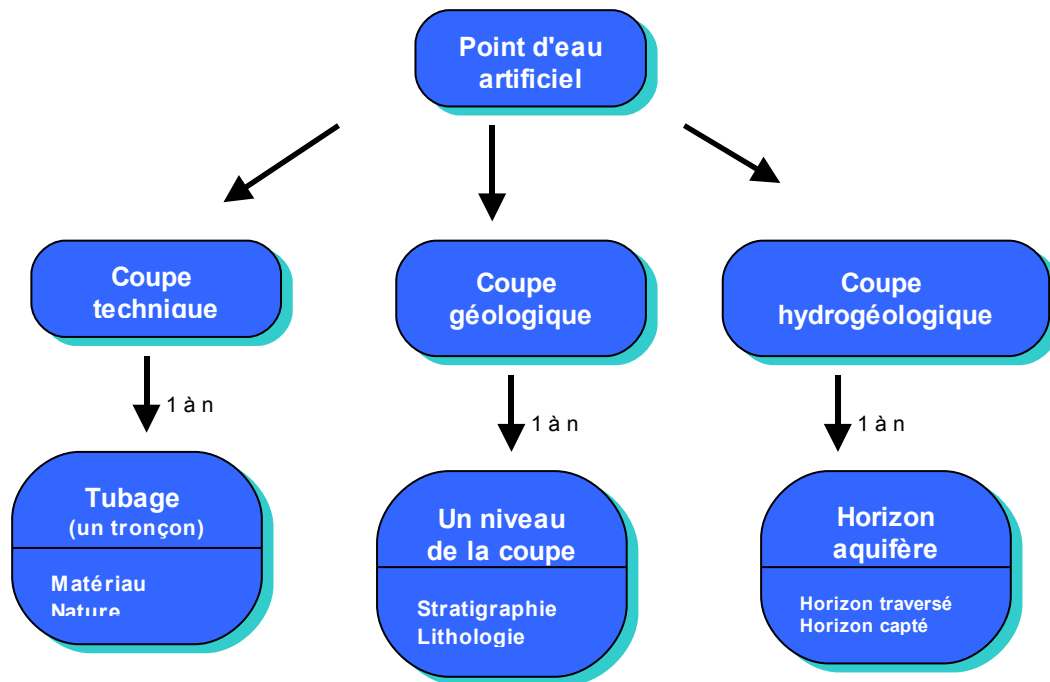 Point d'eau
artificiel
Coupe
technique
Coupe
géologique
Coupe
hydrogéologique
1 à n
1 à n
1 à n
Tubage
(un tronçon)
Matériau
Nature
Un niveau
de la coupe
Stratigraphie
Lithologie
Horizon
aquifère
Horizon traversé
Horizon capté